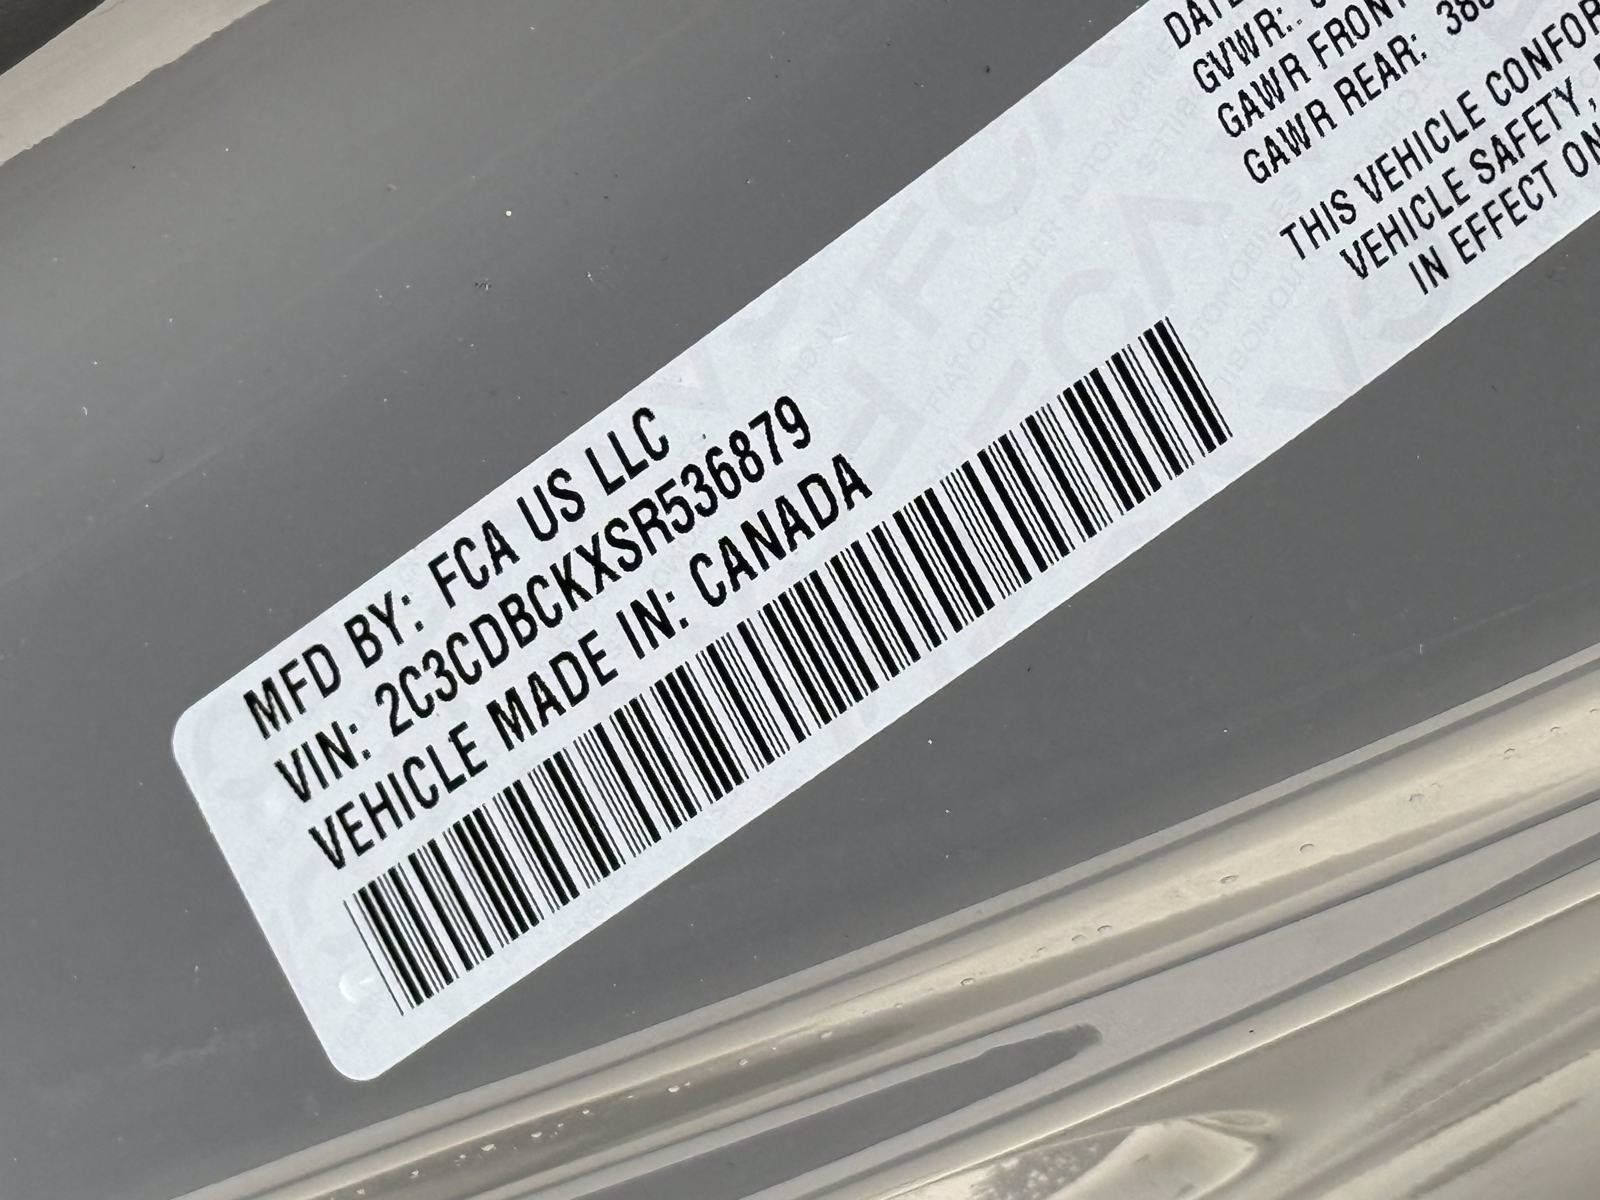 MFD BY: FCA US LLC
VIN: 2C3CDBCKXSR536879
VEHICLE MADE IN: CANADA
GVWR:
GAWR FRONT
GAWR REAR:
THIS VEHICLE
VEHICLE SAFETY,
IN EFFECT ON